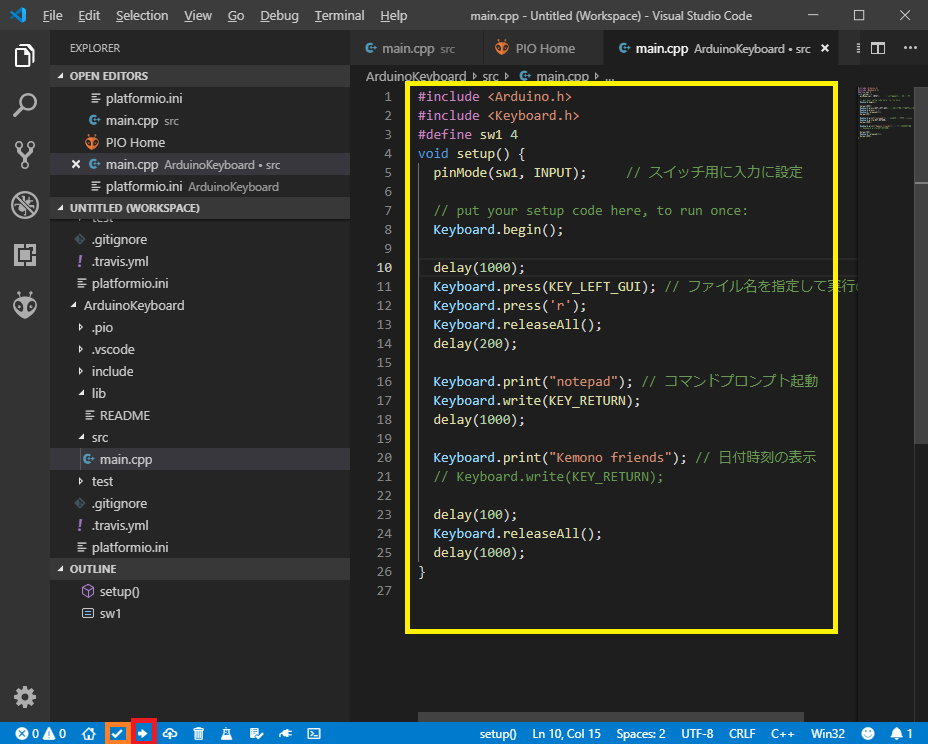 File Edit Selection View Go Debug Terminal Help main.cpp - Untitled (Workspace) - Visual Studio Code
EXPLORER
OPEN EDITORS
platformio.ini
main.cpp src
PIO Home
main.cpp ArduinoKeyboard • src
platformio.ini ArduinoKeyboard
UNTITLED (WORKSPACE)
test
.gitignore
.travis.yml
platformio.ini
ArduinoKeyboard
.pio
.vscode
include
lib
README
src
main.cpp
test
.gitignore
.travis.yml
platformio.ini
OUTLINE
setup()
sw1
main.cpp src PIO Home main.cpp ArduinoKeyboard • src
ArduinoKeyboard src main.cpp ...
1 #include <Arduino.h>
2 #include <Keyboard.h>
3 #define sw1 4
4 void setup() {
5 pinMode(sw1, INPUT); // スイッチ用に入力に設定
6
7 // put your setup code here, to run once:
8 Keyboard.begin();
9
10 delay(1000);
11 Keyboard.press(KEY_LEFT_GUI); // ファイル名を指定して実行
12 Keyboard.press('r');
13 Keyboard.releaseAll();
14 delay(200);
15
16 Keyboard.print("notepad"); // コマンドプロンプト起動
17 Keyboard.write(KEY_RETURN);
18 delay(1000);
19
20 Keyboard.print("Kemono friends"); // 日付時刻の表示
21 // Keyboard.write(KEY_RETURN);
22
23 delay(100);
24 Keyboard.releaseAll();
25 delay(1000);
26 }
27
0 0 setup() Ln 10, Col 15 Spaces: 2 UTF-8 CRLF C++ Win32 1